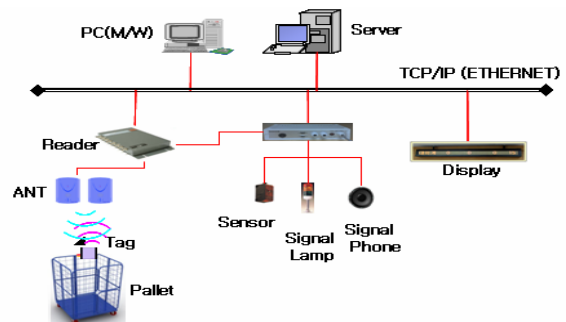 PC(M/W)
Server
TCP/IP (ETHERNET)
Reader
Display
ANT
Sensor
Signal
Lamp
Signal
Phone
Tag
Pallet